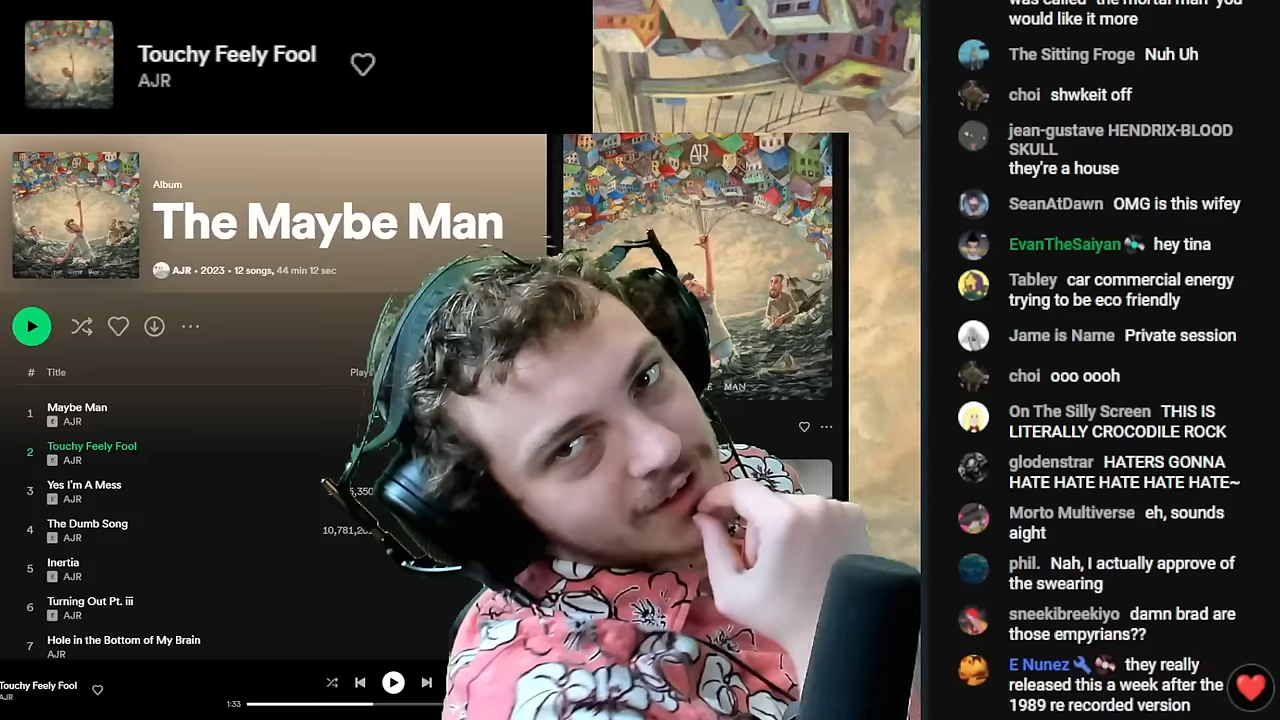 Touchy Feely Fool
AJR
Album
The Maybe Man
AJR • 2023 • 12 songs, 44 min 12 sec
# Title
1 Maybe Man
E AJR
2 Touchy Feely Fool
E AJR
3 Yes I'm A Mess
E AJR
4 The Dumb Song
E AJR
5 Inertia
E AJR
6 Turning Out Pt. iii
E AJR
7 Hole in the Bottom of My Brain
AJR
Touchy Feely Fool
AJR
1:33
AJR
MAN
would like it more
The Sitting Froge Nuh Uh
choi shwkeit off
jean-gustave HENDRIX-BLOOD
SKULL
they're a house
SeanAtDawn OMG is this wifey
EvanTheSaiyan hey tina
Tabley car commercial energy
trying to be eco friendly
Jame is Name Private session
choi ooo oooh
On The Silly Screen THIS IS
LITERALLY CROCODILE ROCK
glodenstrar HATERS GONNA
HATE HATE HATE HATE HATE~
Morto Multiverse eh, sounds
aight
phil. Nah, I actually approve of
the swearing
sneekibreekiyo damn brad are
those empyrians??
E Nunez they really
released this a week after the
1989 re recorded version